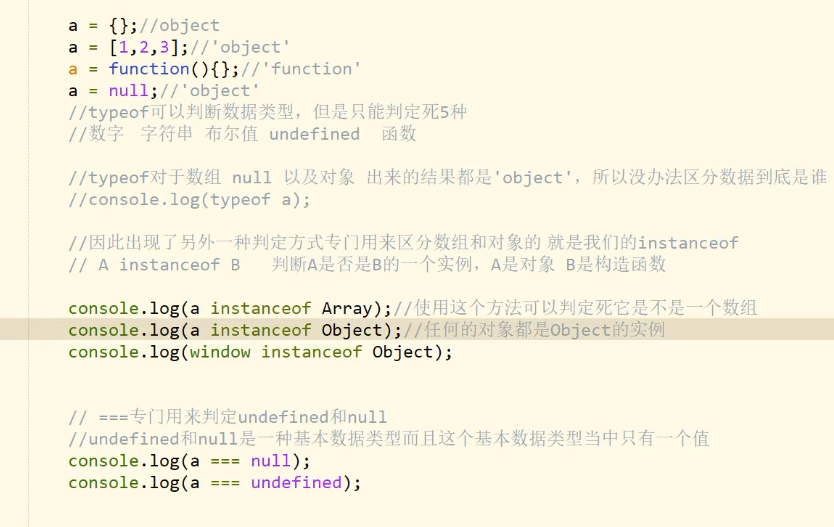 a = {};//object
a = [1,2,3];//'object'
a = function(){};//'function'
a = null;//'object'
//typeof可以判断数据类型，但是只能判定死5种
//数字 字符串 布尔值 undefined 函数
//typeof对于数组 null 以及对象 出来的结果都是'object'，所以没办法区分数据到底是谁
//console.log(typeof a);
//因此出现了另外一种判定方式专门用来区分数组和对象的 就是我们的instanceof
// A instanceof B 判断A是否是B的一个实例，A是对象 B是构造函数
console.log(a instanceof Array);//使用这个方法可以判定死它是不是一个数组
console.log(a instanceof Object);//任何的对象都是Object的实例
console.log(window instanceof Object);
// ===专门用来判定undefined和null
//undefined和null是一种基本数据类型而且这个基本数据类型当中只有一个值
console.log(a === null);
console.log(a === undefined);